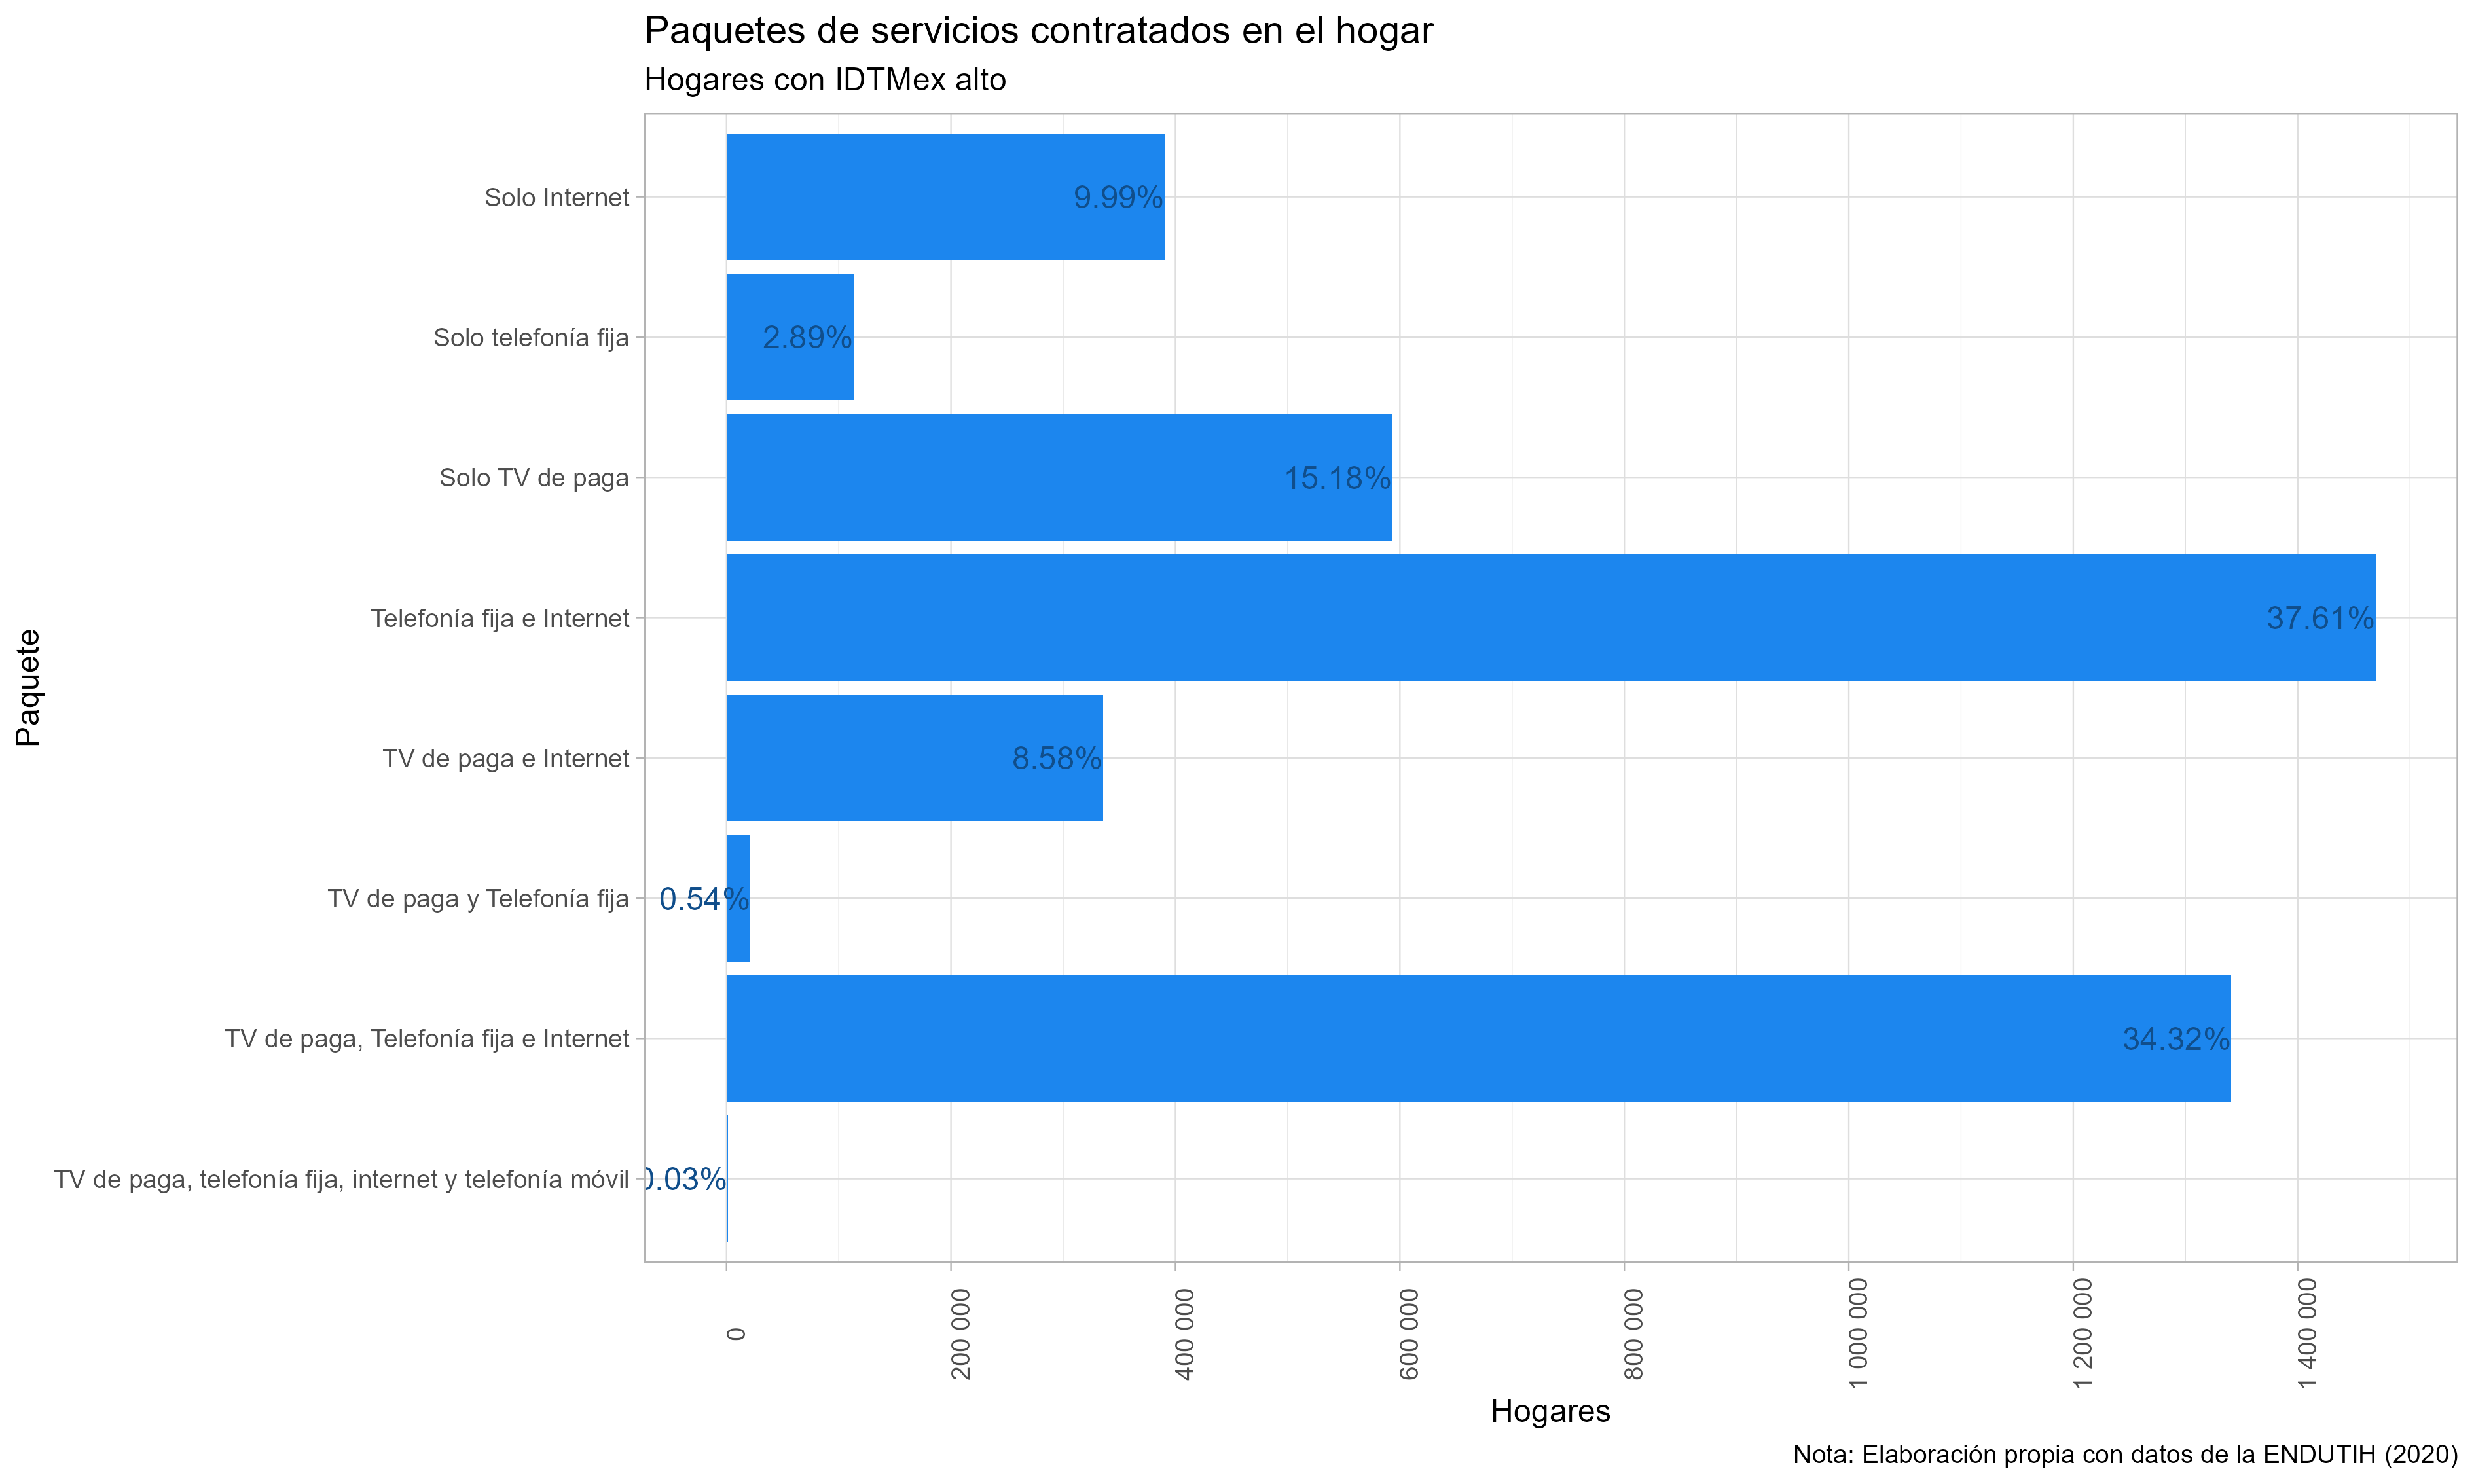 Paquetes de servicios contratados en el hogar
Hogares con IDTMex alto
Paquete
Solo Internet
9.99%
Solo telefonía fija
2.89%
Solo TV de paga
15.18%
Telefonía fija e Internet
37.61%
TV de paga e Internet
8.58%
TV de paga y Telefonía fija
0.54%
TV de paga, Telefonía fija e Internet
34.32%
TV de paga, telefonía fija, internet y telefonía móvil
0.03%
0
200 000
400 000
600 000
800 000
1 000 000
1 200 000
1 400 000
Hogares
Nota: Elaboración propia con datos de la ENDUTIH (2020)